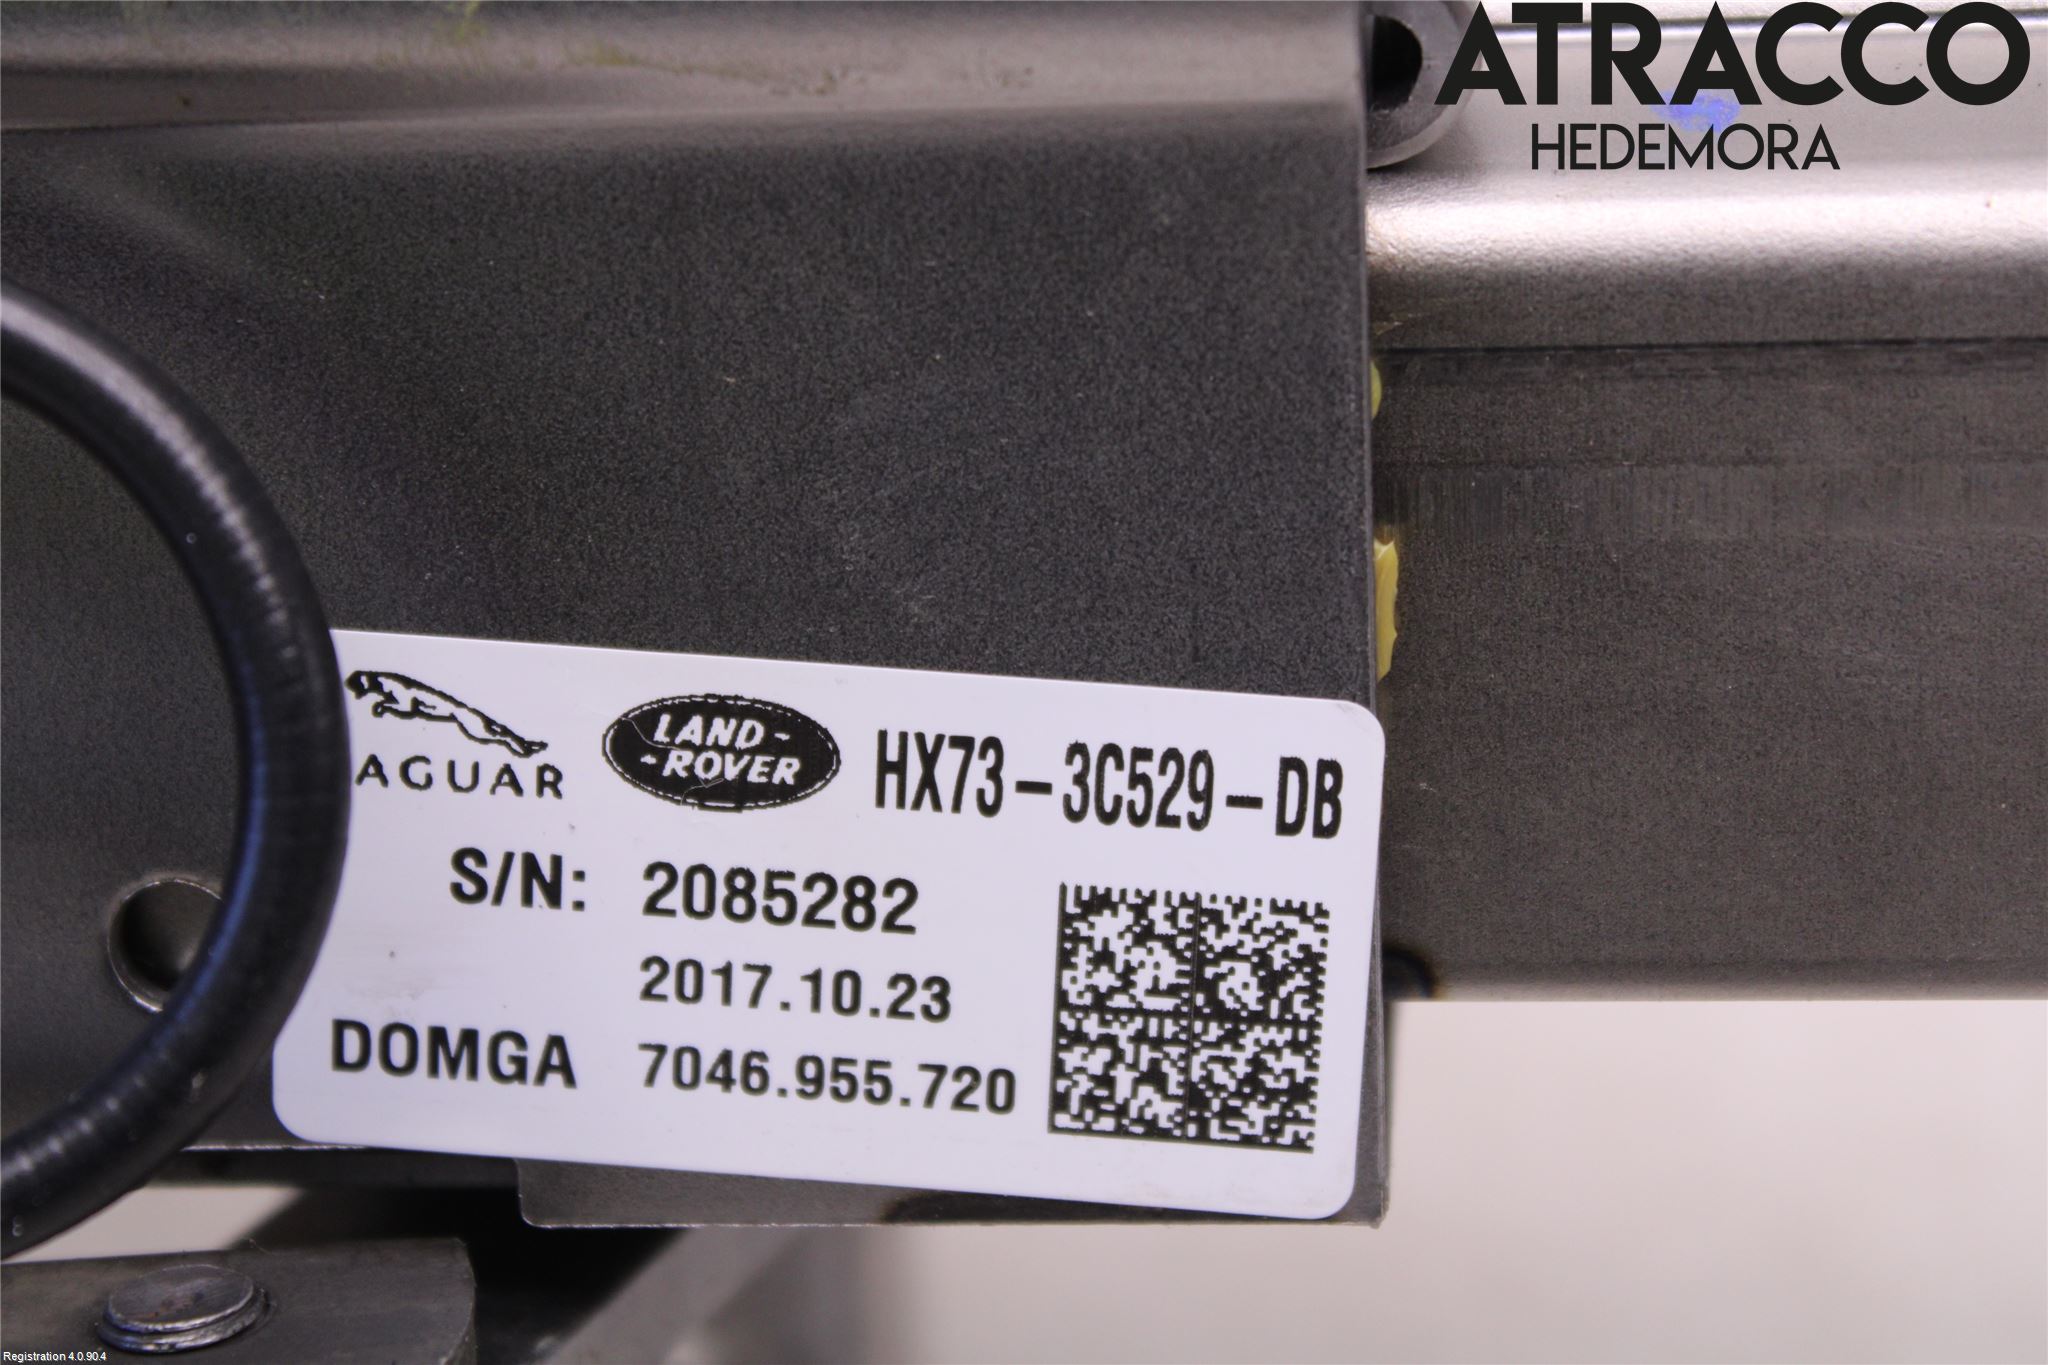 ATRACCO
HEDEMORA
AGUAR
LAND-
-ROVER
HX73-3C529-DB
S/N: 2085282
2017.10.23
DOMGA 7046.955.720
Registration 4.0.90.4